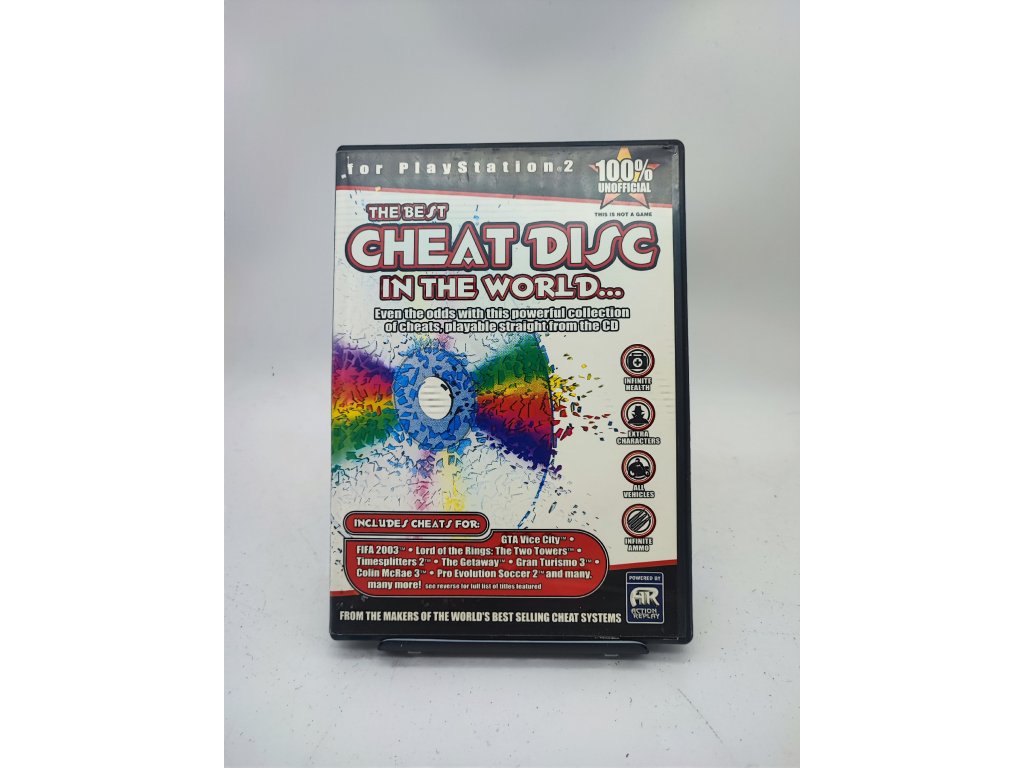 for PlayStation®2
100%
UNOFFICIAL
THIS IS NOT A GAME
THE BEST
CHEAT DISC
IN THE WORLD...
Even the odds with this powerful collection
of cheats, playable straight from the CD
INFINITE
HEALTH
EXTRA
CHARACTERS
ALL
VEHICLES
INFINITE
AMMO
INCLUDES CHEATS FOR:
GTA Vice City™ •
FIFA 2003™ • Lord of the Rings: The Two Towers™ •
Timesplitters 2™ • The Getaway™ • Gran Turismo 3™ •
Colin McRae 3™ • Pro Evolution Soccer 2™ and many,
many more! see reverse for full list of titles featured
POWERED BY
AR
ACTION
REPLAY
FROM THE MAKERS OF THE WORLD'S BEST SELLING CHEAT SYSTEMS